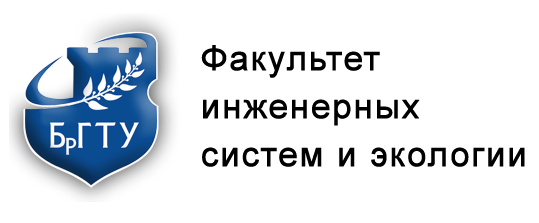 БрГТУ
Факультет
инженерных
систем и экологии